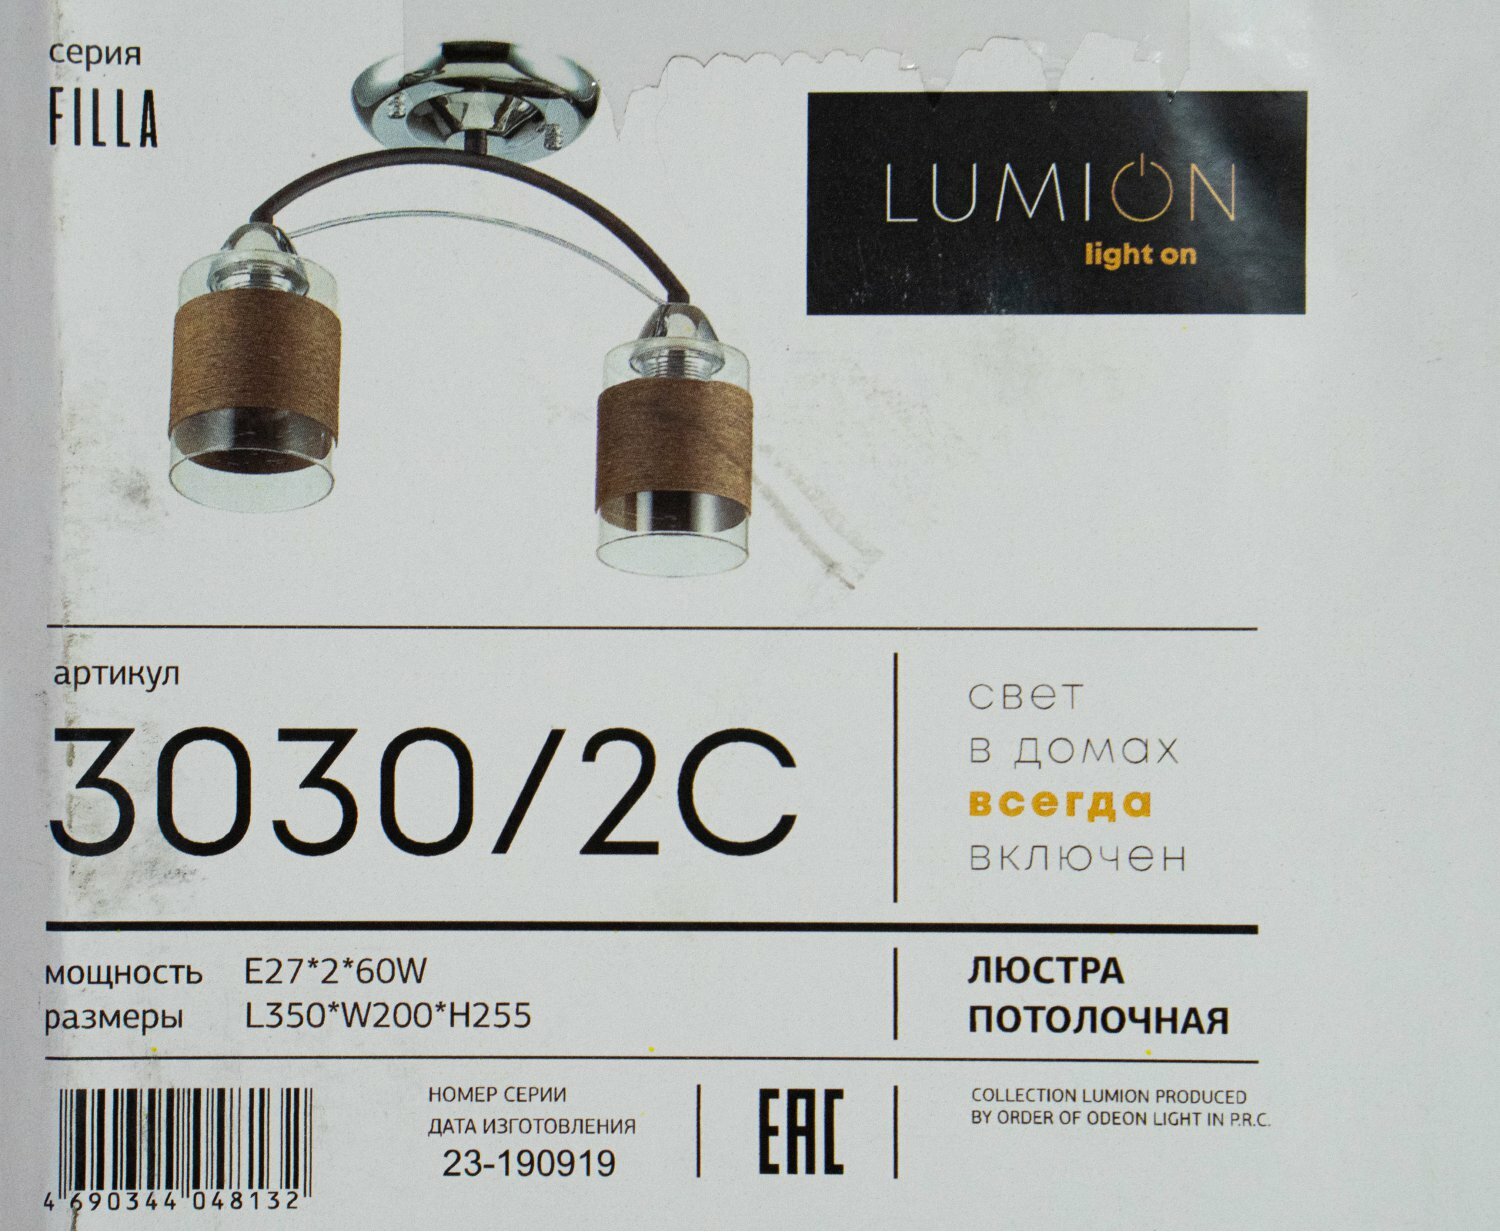 серия
FILLA
LUMION
light on
артикул
3030/2C
свет
в домах
всегда
включен
мощность E27*2*60W
размеры L350*W200*H255
ЛЮСТРА
ПОТОЛОЧНАЯ
4 690344 048132
НОМЕР СЕРИИ
ДАТА ИЗГОТОВЛЕНИЯ
23-190919
EAC
COLLECTION LUMION PRODUCED
BY ORDER OF ODEON LIGHT IN P.R.C.